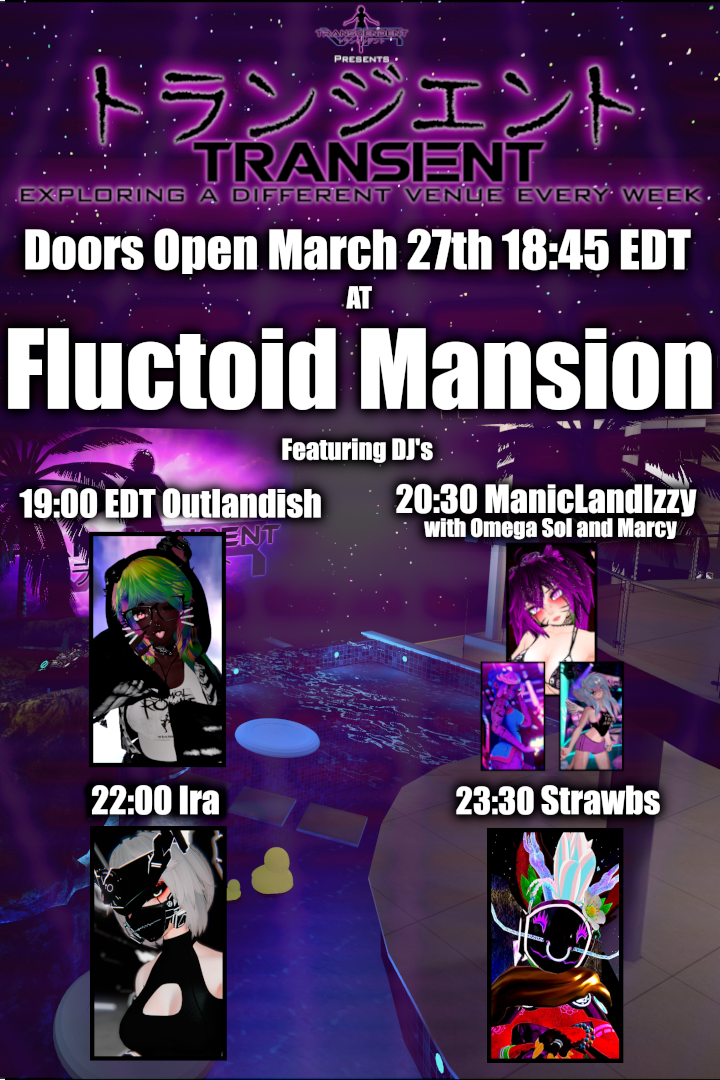 TRANSCENDENT
PRESENTS
トランジェント
TRANSIENT
EXPLORING A DIFFERENT VENUE EVERY WEEK
Doors Open March 27th 18:45 EDT
AT
Fluctoid Mansion
Featuring DJ's
19:00 EDT Outlandish
20:30 ManicLandIzzy
with Omega Sol and Marcy
22:00 Ira
23:30 Strawbs